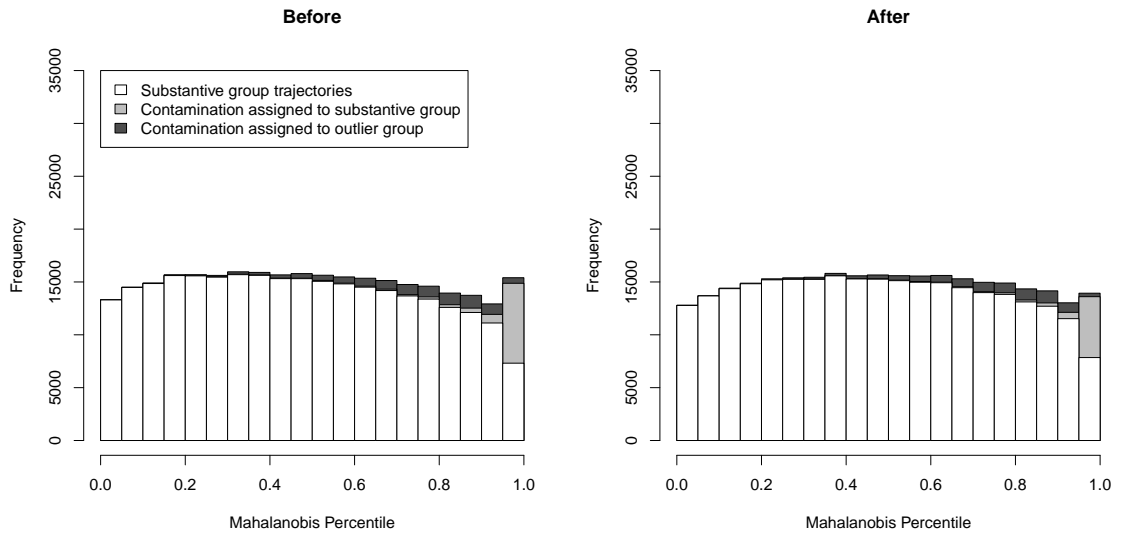 Before
35000
25000
15000
5000
0
Frequency
Substantive group trajectories
Contamination assigned to substantive group
Contamination assigned to outlier group
0.0 0.2 0.4 0.6 0.8 1.0
Mahalanobis Percentile
After
35000
25000
15000
5000
0
Frequency
0.0 0.2 0.4 0.6 0.8 1.0
Mahalanobis Percentile